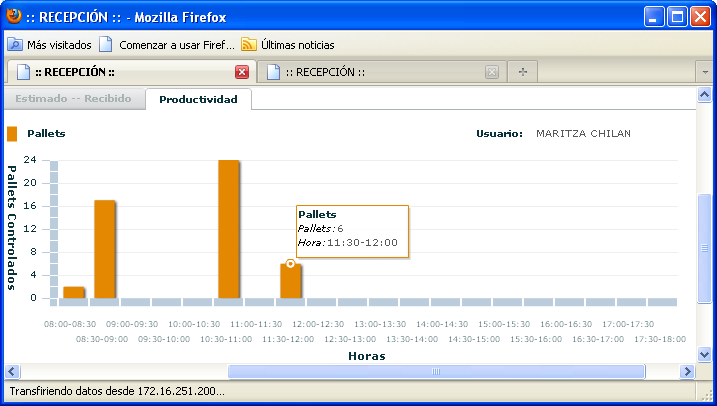 :: RECEPCIÓN :: - Mozilla Firefox
Más visitados Comenzar a usar Firef... Últimas noticias
:: RECEPCIÓN :: :: RECEPCIÓN ::
Estimado -- Recibido Productividad
Pallets Usuario: MARITZA CHILAN
Pallets Controlados
24
20
16
12
8
4
0
Pallets
Pallets: 6
Hora: 11:30-12:00
08:00-08:30 09:00-09:30 10:00-10:30 11:00-11:30 12:00-12:30 13:00-13:30 14:00-14:30 15:00-15:30 16:00-16:30 17:00-17:30
08:30-09:00 09:30-10:00 10:30-11:00 11:30-12:00 12:30-13:00 13:30-14:00 14:30-15:00 15:30-16:00 16:30-17:00 17:30-18:00
Horas
Transfiriendo datos desde 172.16.251.200...